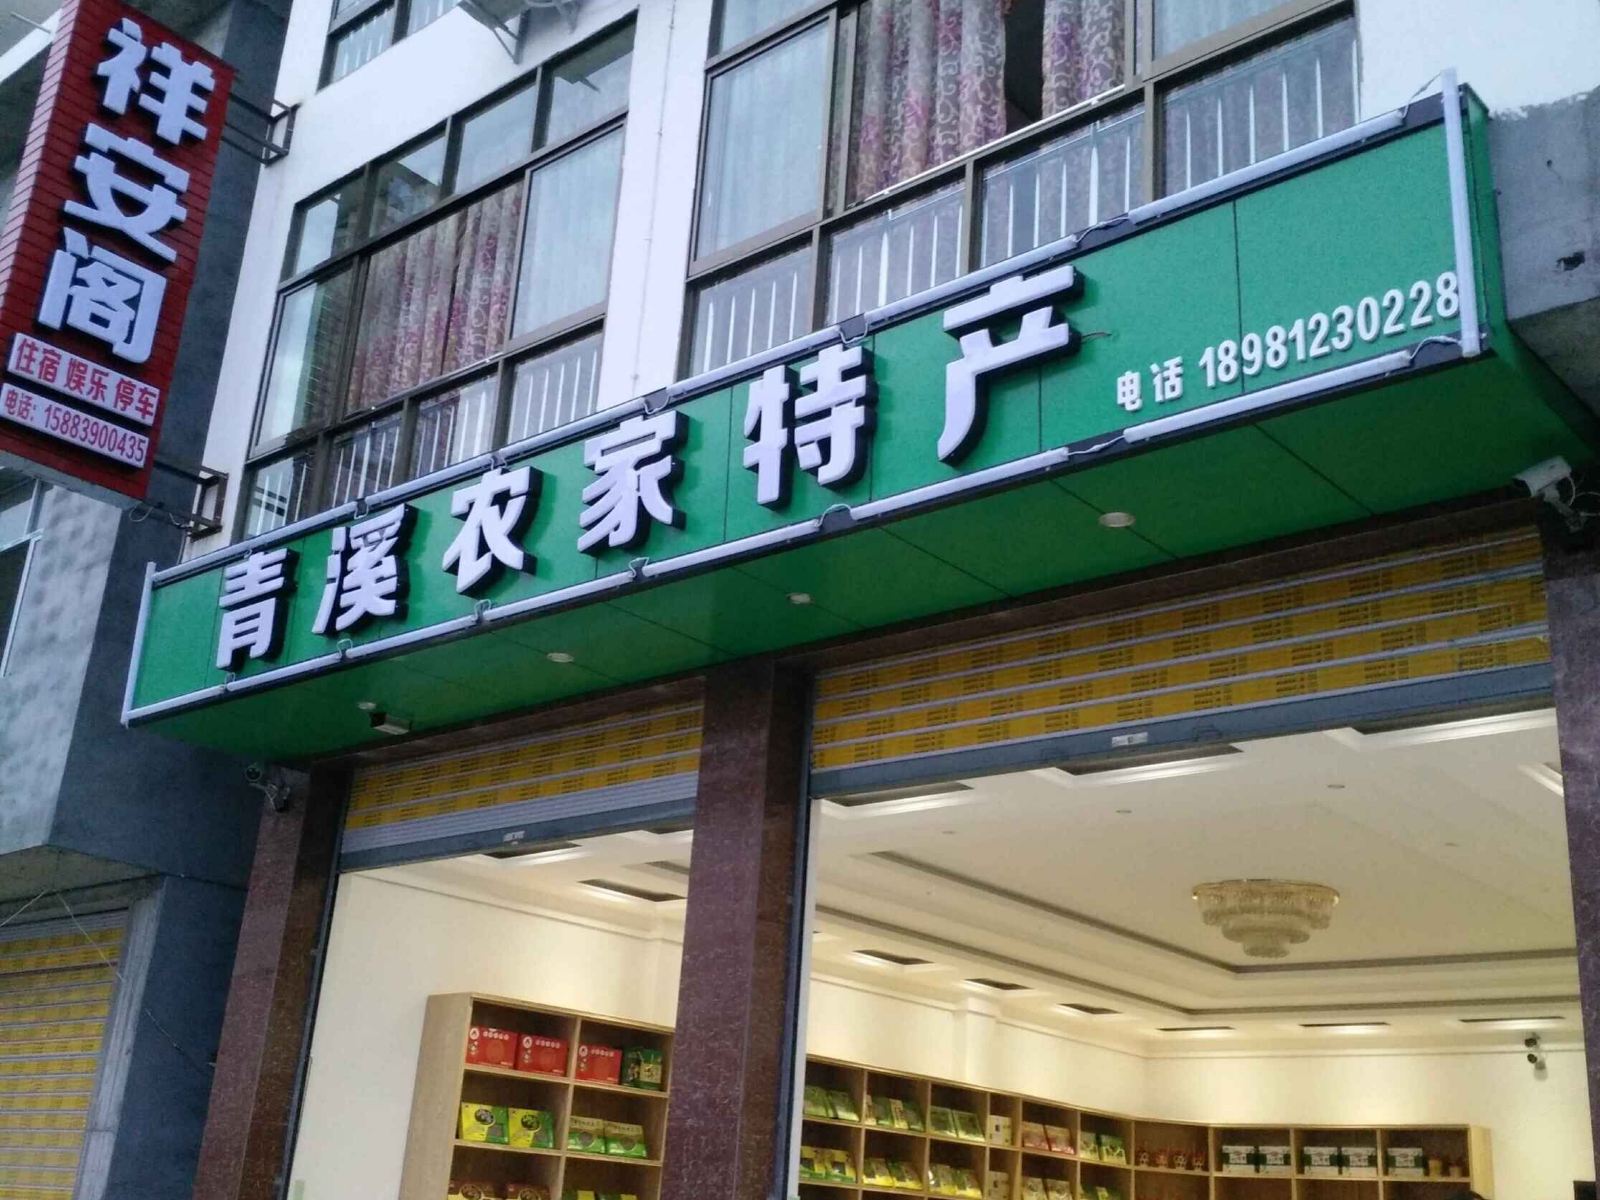 祥安阁
住宿 娱乐 停车
电话：15883900435
青溪农家特产
电话 18981230228